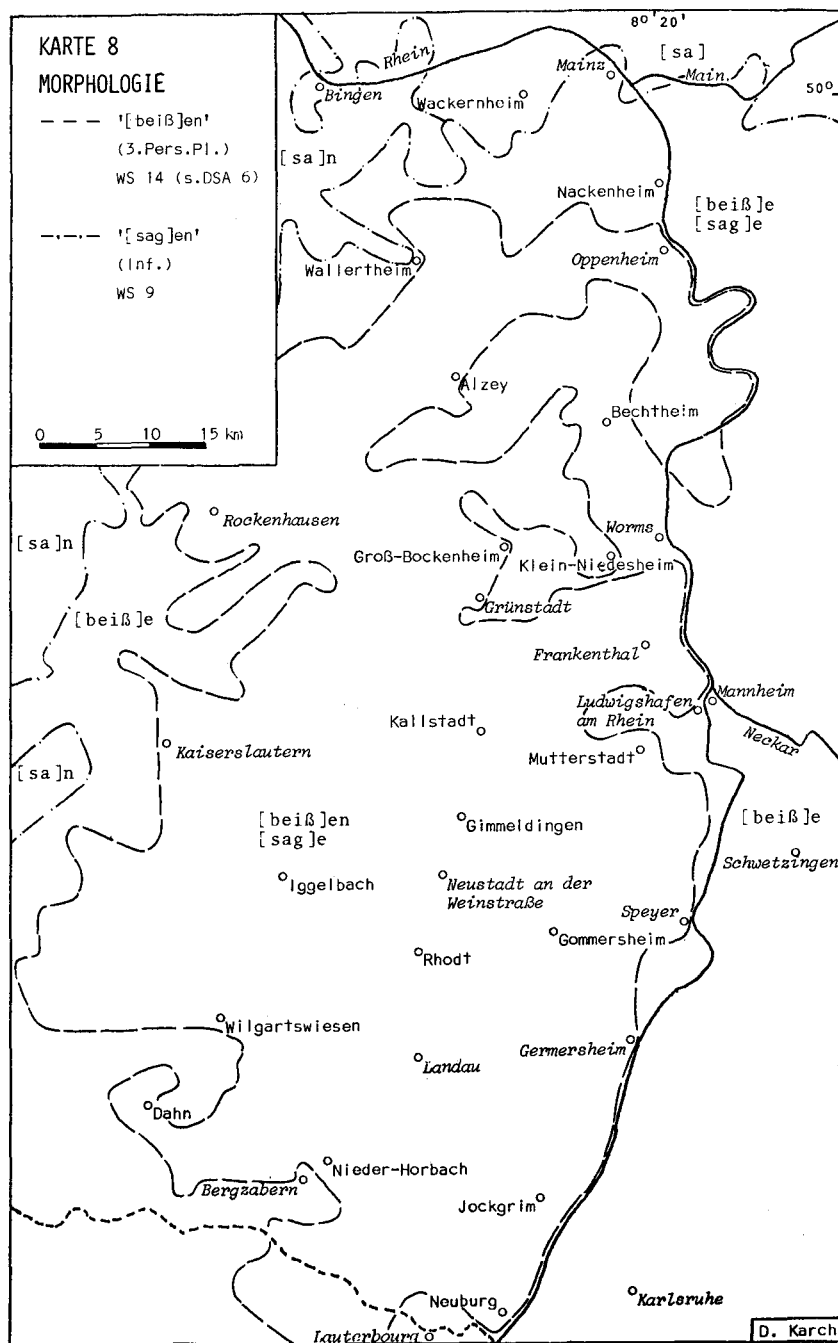 KARTE 8
MORPHOLOGIE
'[beiß]en'
(3.Pers.Pl.)
WS 14 (s.DSA 6)
'[sag]en'
(Inf.)
WS 9
0 5 10 15 km
8° 20'
50°
Rhein
Bingen
Wackernheim
Mainz
[sa]
Main
[sa]n
Nackenheim
[beiß]e
[sag]e
Wallertheim
Oppenheim
Alzey
Bechtheim
[sa]n
Rockenhausen
Worms
Groß-Bockenheim
Klein-Niedesheim
[beiß]e
Grünstadt
Frankenthal
Mannheim
Ludwigshafen
am Rhein
Neckar
Kallstadt
Mutterstadt
Kaiserslautern
[sa]n
[beiß]en
[sag]e
Gimmeldingen
[beiß]e
Schwetzingen
Iggelbach
Neustadt an der
Weinstraße
Speyer
Gommersheim
Rhodt
Wilgartswiesen
Germersheim
Landau
Dahn
Nieder-Horbach
Bergzabern
Jockgrim
Karlsruhe
Neuburg
Lauterbourg
D. Karch